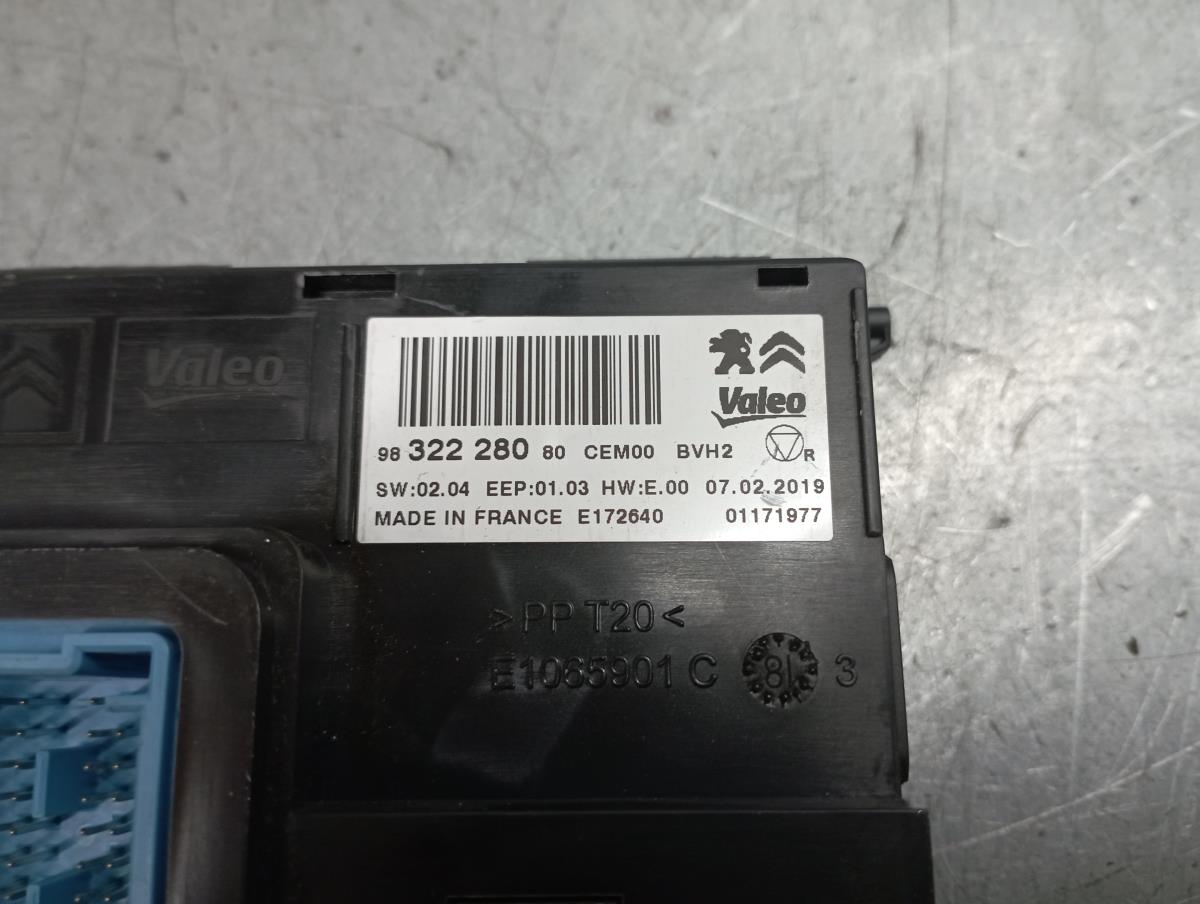 Valeo
Valeo
98 322 280 80 CEM00 BVH2 R
SW:02.04 EEP:01.03 HW:E.00 07.02.2019
MADE IN FRANCE E172640 01171977
>PP T20<
E1065901 C 18 3